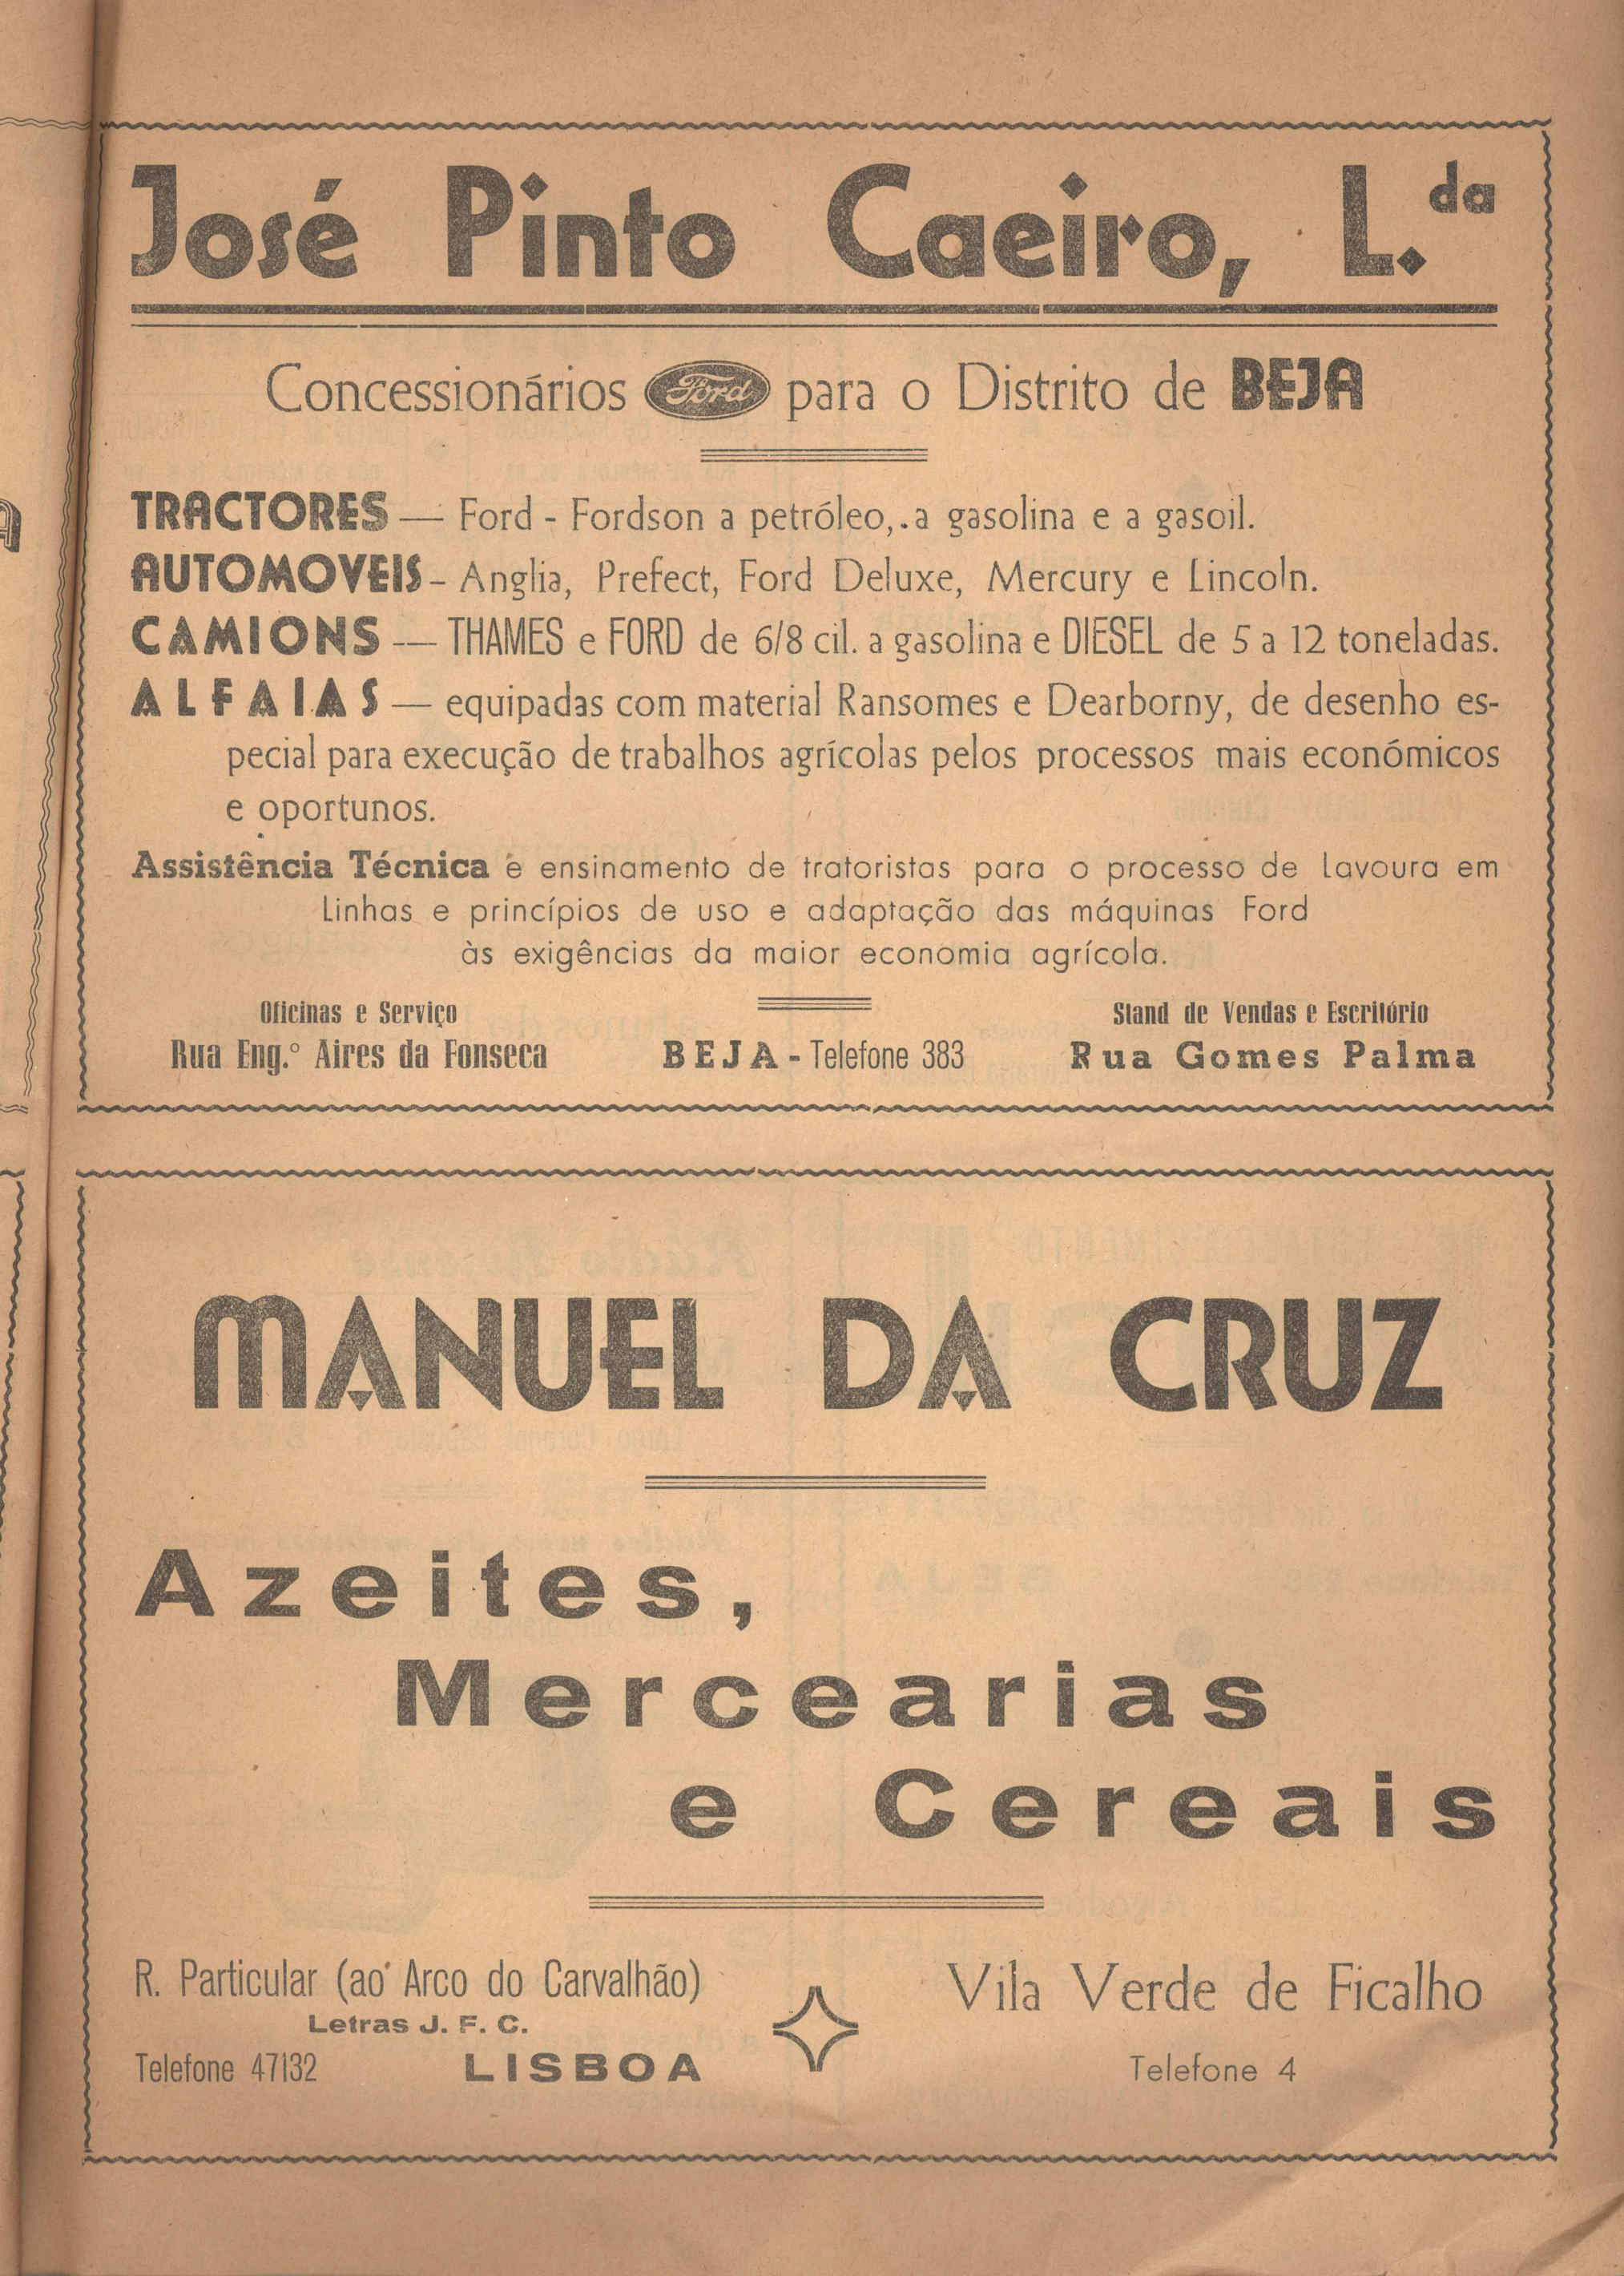 José Pinto Caeiro, L.da
Concessionários Ford para o Distrito de BEJA
TRACTORES — Ford - Fordson a petróleo,.a gasolina e a gasoil.
AUTOMOVEIS - Anglia, Prefect, Ford Deluxe, Mercury e Lincoln.
CAMIONS — THAMES e FORD de 6/8 cil. a gasolina e DIESEL de 5 a 12 toneladas.
ALFAIAS — equipadas com material Ransomes e Dearborny, de desenho es-
pecial para execução de trabalhos agrícolas pelos processos mais económicos
e oportunos.
Assistência Técnica e ensinamento de tratoristas para o processo de Lavoura em
Linhas e princípios de uso e adaptação das máquinas Ford
às exigências da maior economia agrícola.
Oficinas e Serviço
Rua Eng.º Aires da Fonseca
BEJA - Telefone 383
Stand de Vendas e Escritório
Rua Gomes Palma
MANUEL DA CRUZ
Azeites,
Mercearias
e Cereais
R. Particular (ao Arco do Carvalhão)
Letras J. F. C.
Telefone 47132 LISBOA
Vila Verde de Ficalho
Telefone 4